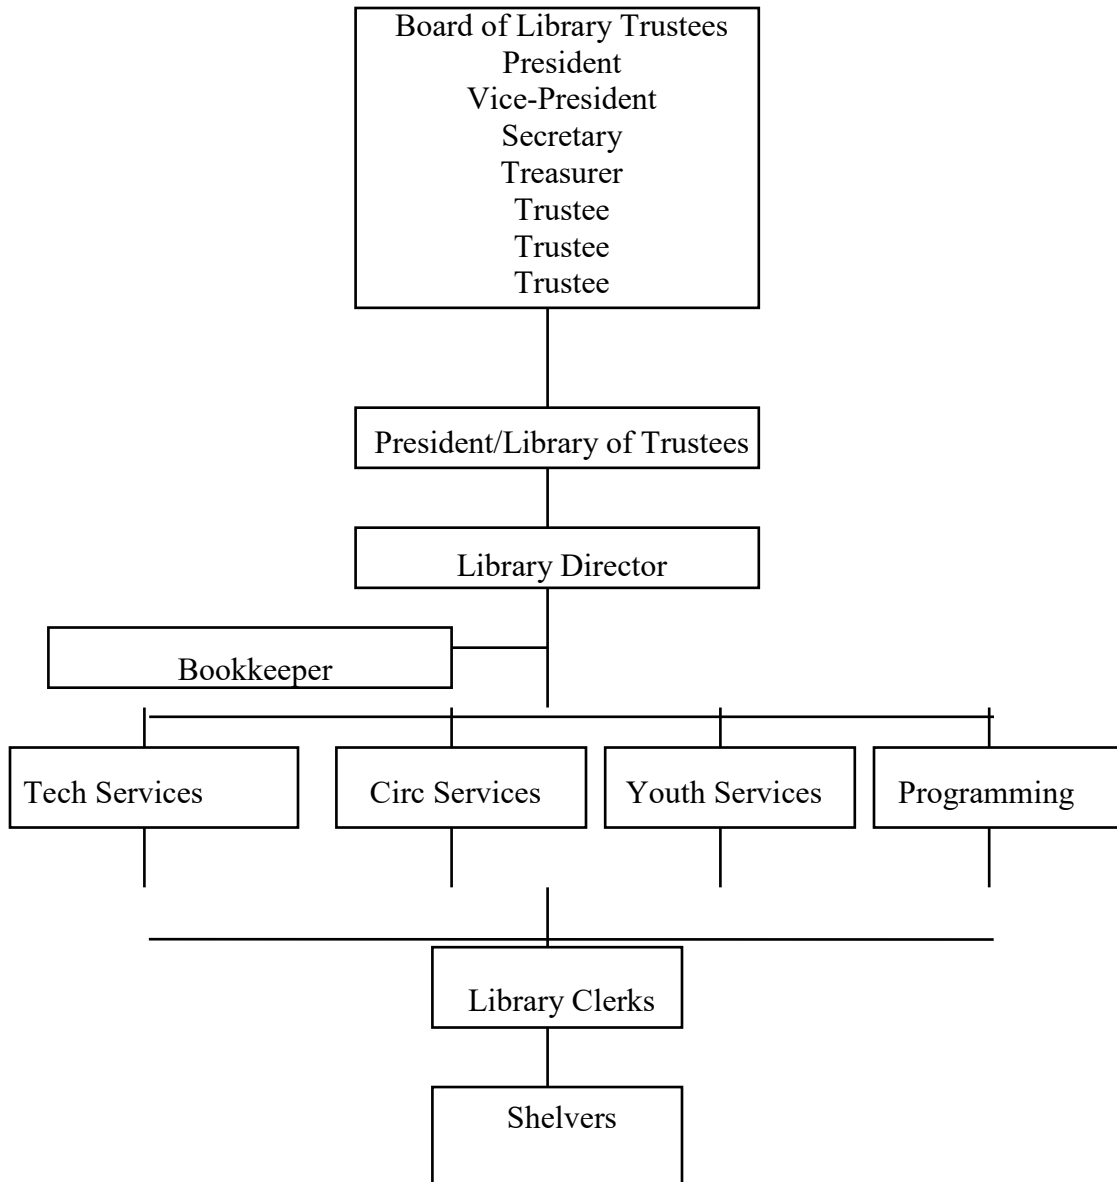 Board of Library Trustees
President
Vice-President
Secretary
Treasurer
Trustee
Trustee
Trustee
President/Library of Trustees
Library Director
Bookkeeper
Tech Services
Circ Services
Youth Services
Programming
Library Clerks
Shelvers